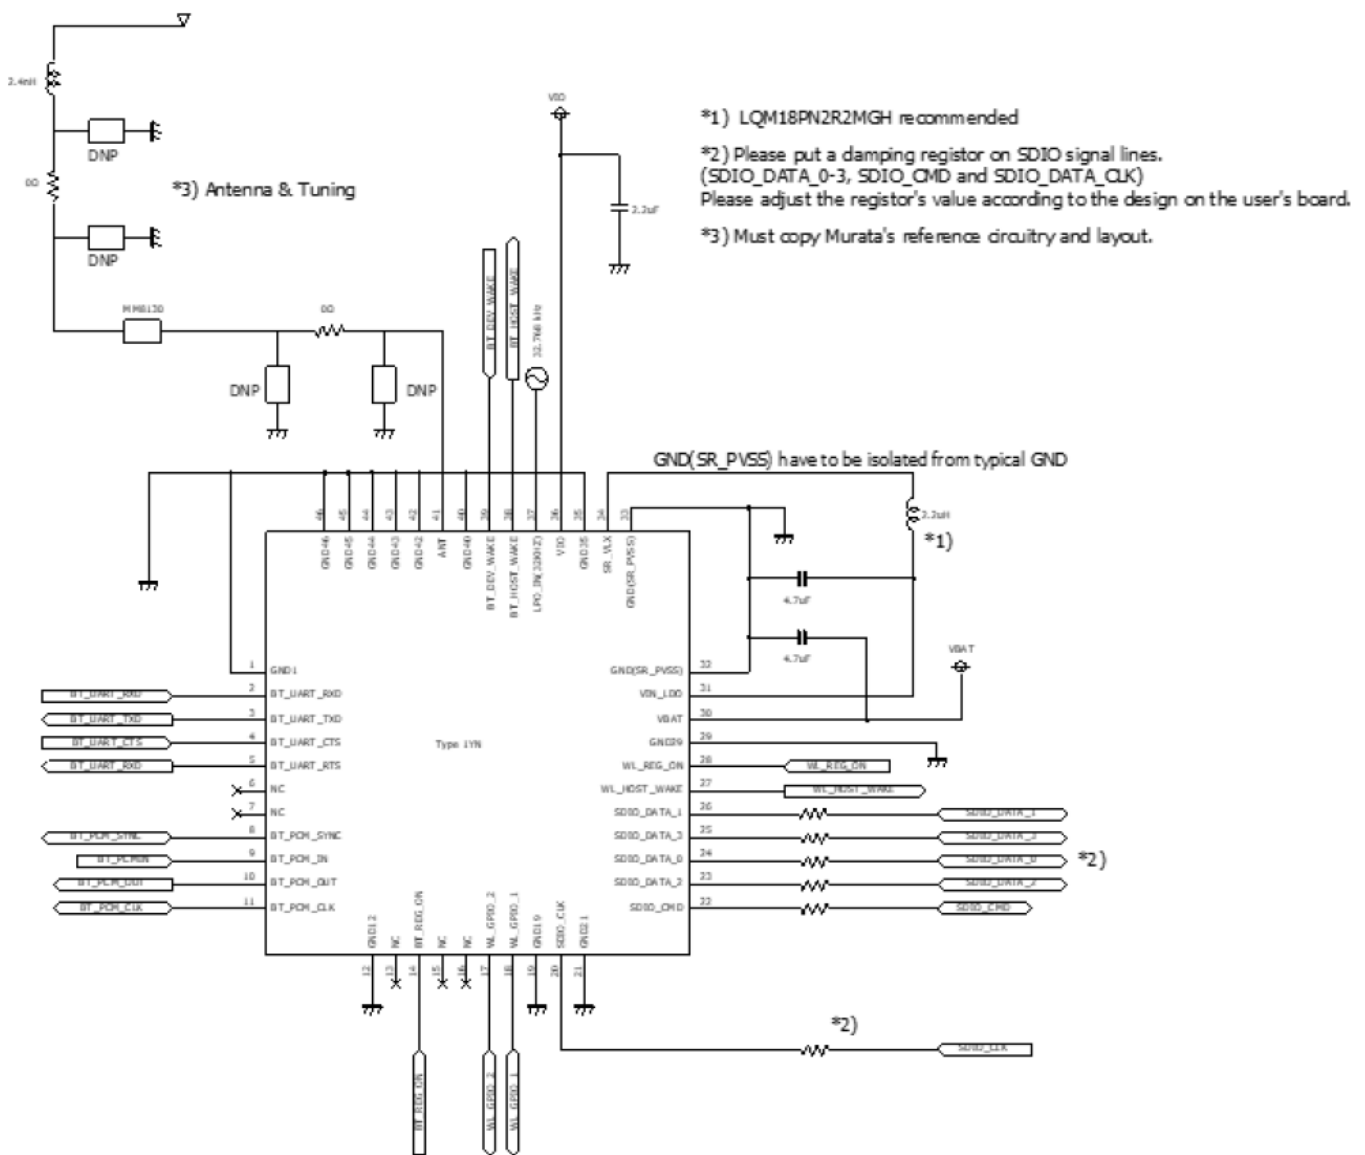 2.4nH
DNP
0Ω
*3) Antenna & Tuning
DNP
MM8130
0Ω
DNP
DNP
VIO
2.2uF
BT_DEV_WAKE
BT_HOST_WAKE
32.768 kHz
*1) LQM18PN2R2MGH recommended
*2) Please put a damping registor on SDIO signal lines.
(SDIO_DATA_0-3, SDIO_CMD and SDIO_DATA_CLK)
Please adjust the registor's value according to the design on the user's board.
*3) Must copy Murata's reference circuitry and layout.
GND(SR_PVSS) have to be isolated from typical GND
2.2uH
*1)
4.7uF
4.7uF
VBAT
46 45 44 43 42 41 40 39 38 37 36 35 34 33
GND46
GND45
GND44
GND43
GND42
ANT
GND40
BT_DEV_WAKE
BT_HOST_WAKE
LPO_IN(32KHZ)
VIO
GND35
SR_VLX
GND(SR_PVSS)
1 GND1
BT_UART_RXD 2 BT_UART_RXD
BT_UART_TXD 3 BT_UART_TXD
BT_UART_CTS 4 BT_UART_CTS
BT_UART_RXD 5 BT_UART_RTS
6 NC
7 NC
BT_PCM_SYNC 8 BT_PCM_SYNC
BT_PCMIN 9 BT_PCM_IN
BT_PCM_OUT 10 BT_PCM_OUT
BT_PCM_CLK 11 BT_PCM_CLK
Type 1YN
GND(SR_PVSS) 32
VIN_LDO 31
VBAT 30
GND29 29
WL_REG_ON 28 WL_REG_ON
WL_HOST_WAKE 27 WL_HOST_WAKE
SDIO_DATA_1 26 SDIO_DATA_1
SDIO_DATA_3 25 SDIO_DATA_3
SDIO_DATA_0 24 SDIO_DATA_0 *2)
SDIO_DATA_2 23 SDIO_DATA_2
SDIO_CMD 22 SDIO_CMD
GND12
NC
BT_REG_ON
NC
NC
WL_GPIO_2
WL_GPIO_1
GND19
SDIO_CLK
GND21
12 13 14 15 16 17 18 19 20 21
*2)
SDIO_CLK
BT_REG_ON
WL_GPIO_2
WL_GPIO_1